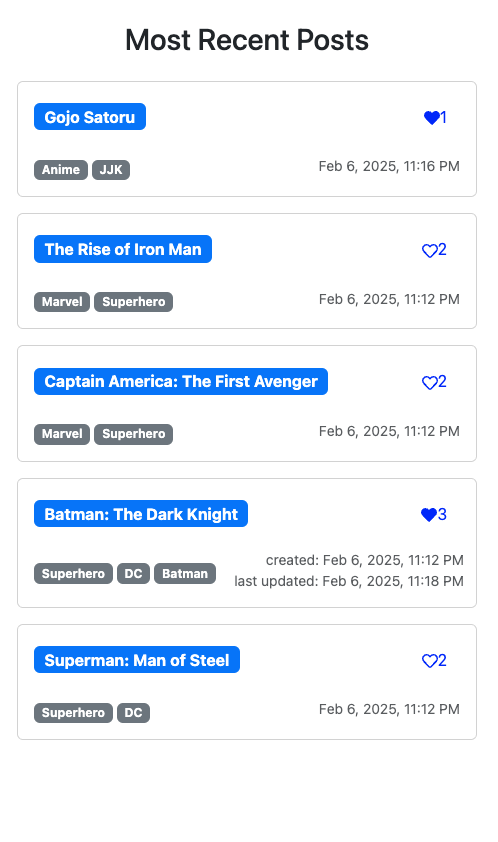 Most Recent Posts
Gojo Satoru 1
Anime JJK Feb 6, 2025, 11:16 PM
The Rise of Iron Man 2
Marvel Superhero Feb 6, 2025, 11:12 PM
Captain America: The First Avenger 2
Marvel Superhero Feb 6, 2025, 11:12 PM
Batman: The Dark Knight 3
created: Feb 6, 2025, 11:12 PM
Superhero DC Batman
last updated: Feb 6, 2025, 11:18 PM
Superman: Man of Steel 2
Superhero DC Feb 6, 2025, 11:12 PM